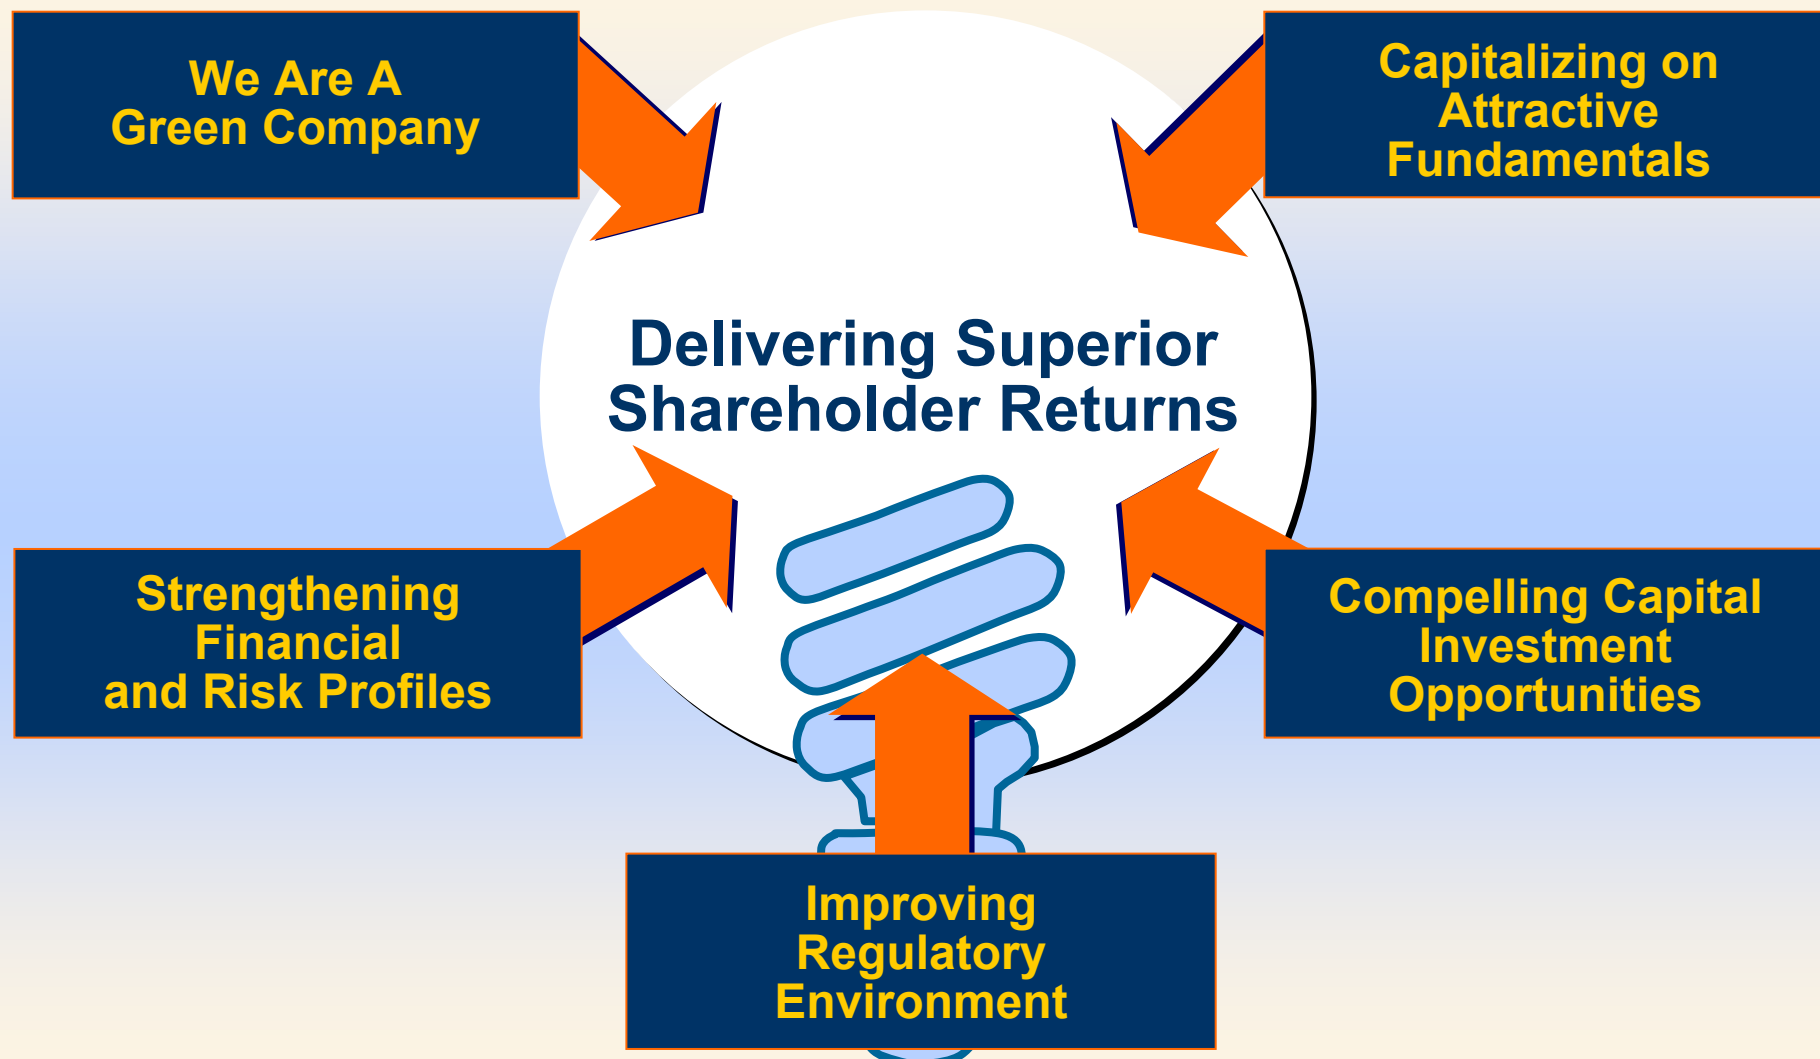 We Are A
Green Company
Capitalizing on
Attractive
Fundamentals
Delivering Superior
Shareholder Returns
Strengthening
Financial
and Risk Profiles
Compelling Capital
Investment
Opportunities
Improving
Regulatory
Environment